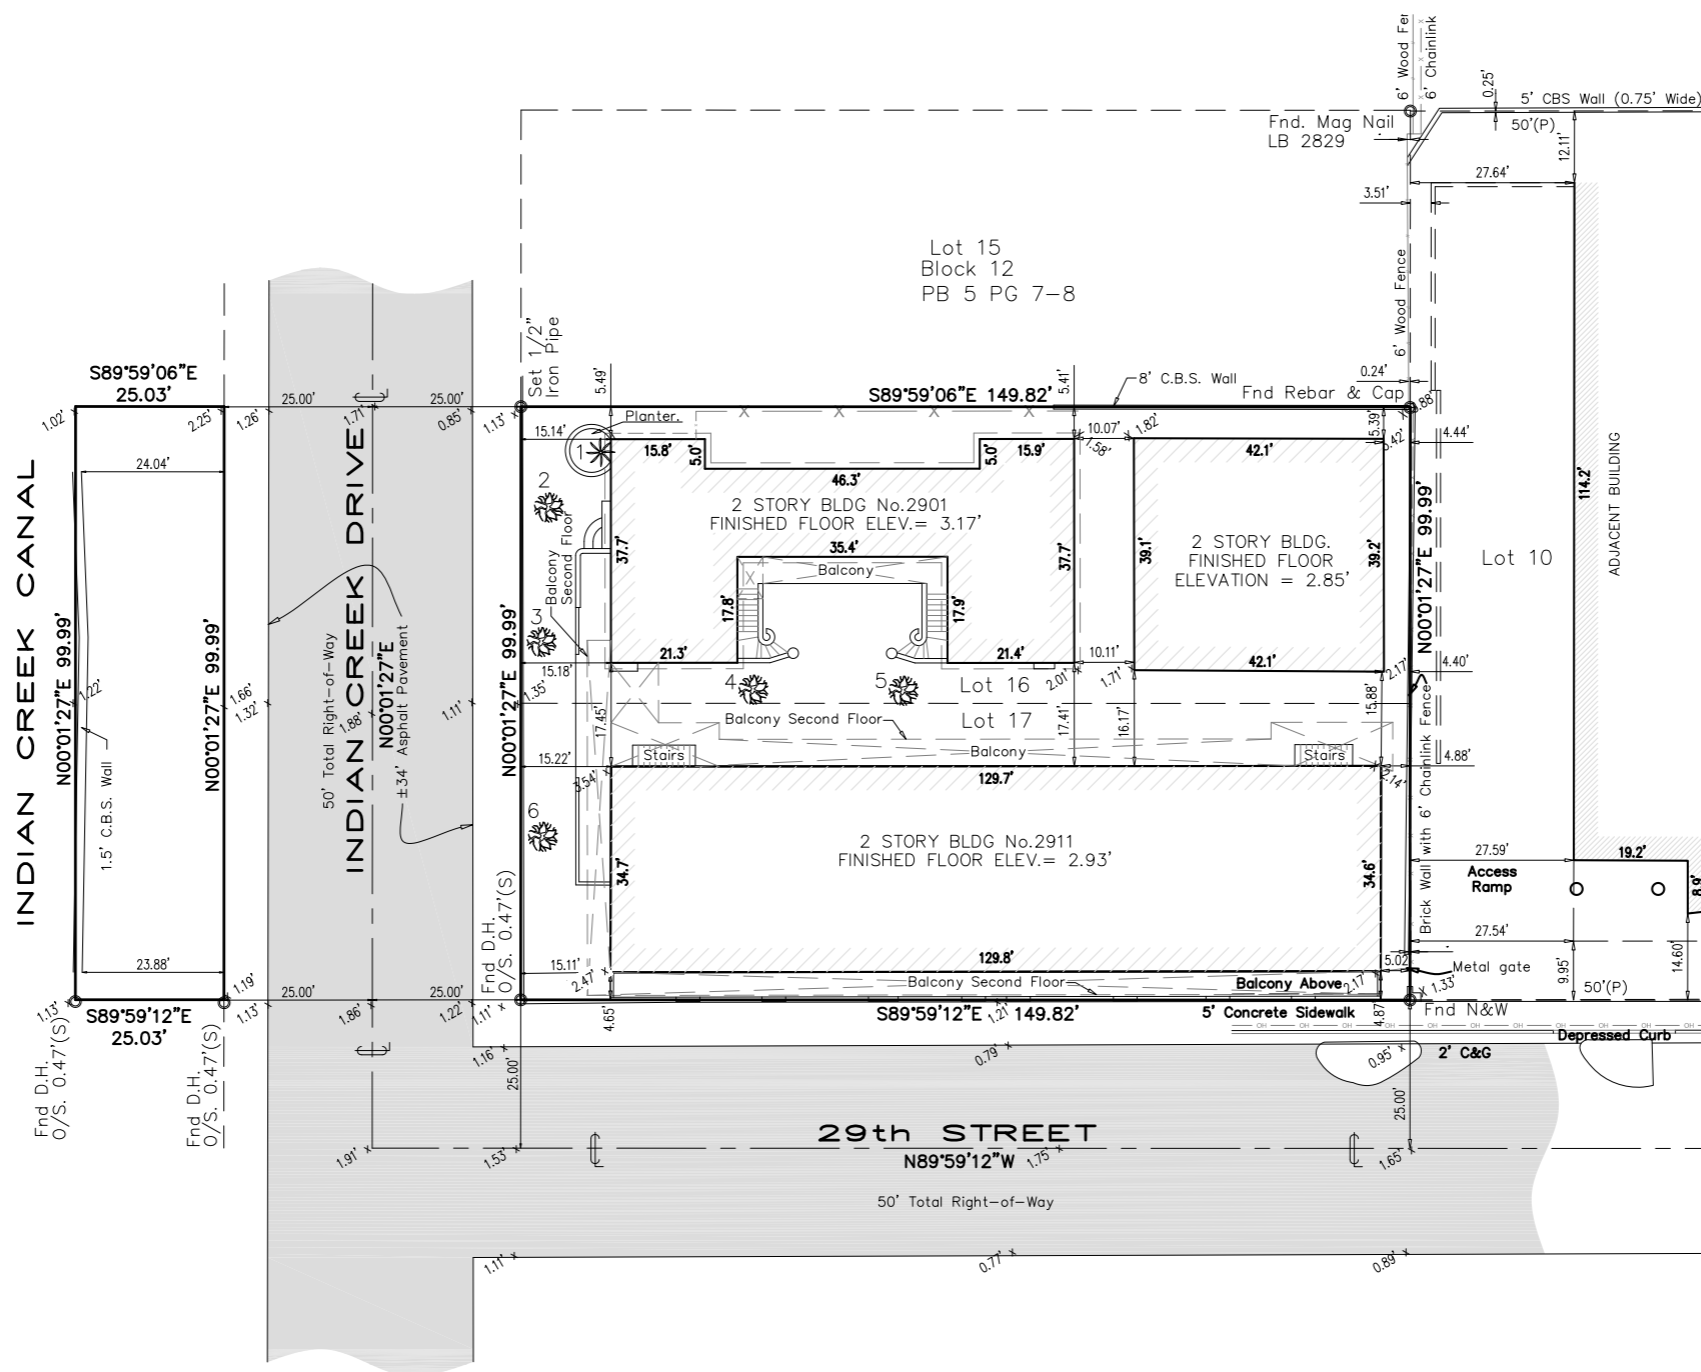 6' Wood Fen
6' Chainlink
0.25'
5' CBS Wall (0.75' Wide)
Fnd. Mag Nail
LB 2829
50'(P)
12.11'
27.64'
3.51'
Lot 15
Block 12
PB 5 PG 7-8
6' Wood Fence
Set 1/2"
Iron Pipe
S89°59'06"E
25.03'
5.49'
5.41'
S89°59'06"E 149.82'
8' C.B.S. Wall
0.24'
Fnd Rebar & Cap
.88'
1.02'
2.25'
1.26'
25.00'
1.71'
25.00'
0.85'
1.13'
Planter.
15.14'
1
15.8'
5.0'
5.0'
15.9'
10.07'
1.58'
1.82'
42.1'
5.39'
.42'
4.44'
24.04'
46.3'
2
2 STORY BLDG No.2901
FINISHED FLOOR ELEV.= 3.17'
Balcony
Second Floor
37.7'
35.4'
Balcony
37.7'
17.8'
17.9'
39.1'
2 STORY BLDG.
FINISHED FLOOR
ELEVATION = 2.85'
39.2'
N00°01'27"E 99.99'
Lot 10
114.2'
ADJACENT BUILDING
INDIAN CREEK CANAL
N00°01'27"E 99.99'
1.22'
N00°01'27"E 99.99'
1.66'
1.32'
1.5' C.B.S. Wall
50' Total Right-of-Way
INDIAN CREEK DRIVE
N00°01'27"E
1.88'
±34' Asphalt Pavement
1.11'
N00°01'27"E 99.99'
1.35'
3
15.18'
21.3'
21.4'
10.11'
42.1'
2.17'
4.40'
4
5
Lot 16
Lot 17
2.01'
1.71'
17.45'
17.41'
16.17'
15.88'
Balcony Second Floor
Stairs
Balcony
Stairs
15.22'
3.54'
129.7'
2.14'
4.88'
Brick Wall with 6' Chainlink Fence
6
2 STORY BLDG No.2911
FINISHED FLOOR ELEV.= 2.93'
34.7'
34.6'
27.59'
19.2'
Access
Ramp
8.9'
27.54'
14.60'
9.95'
Fnd D.H.
O/S. 0.47'(S)
23.88'
15.11'
2.47'
129.8'
5.02'
Metal gate
Balcony Second Floor
Balcony Above
2.17'
1.33'
50'(P)
1.13'
1.19'
S89°59'12"E
25.03'
1.13'
25.00'
1.86'
25.00'
1.22'
1.11'
4.65'
S89°59'12"E 149.82'
1.21'
5' Concrete Sidewalk
4.87'
Fnd N&W
OH OH OH OH OH OH
Depressed Curb
2' C&G
Fnd D.H.
O/S. 0.47'(S)
Fnd D.H.
O/S. 0.47'(S)
1.16'
25.00'
0.79'
0.95'
25.00'
29th STREET
1.91'
1.53'
N89°59'12"W
1.75'
1.65'
50' Total Right-of-Way
1.11'
0.77'
0.89'